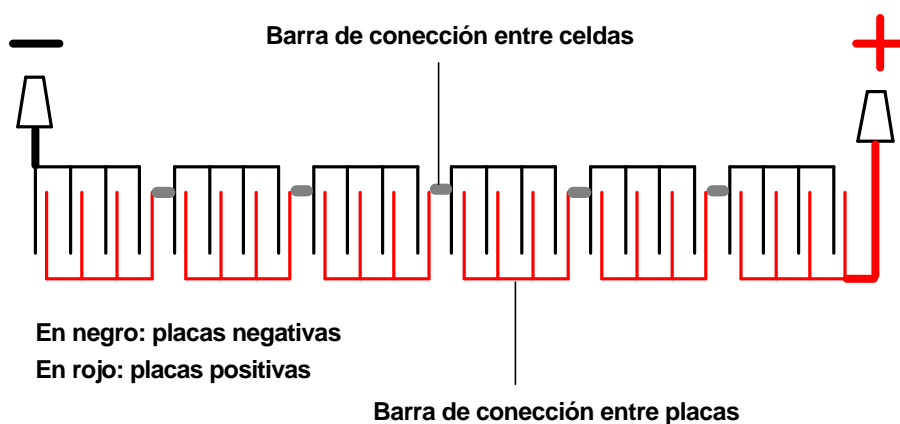 Barra de conección entre celdas
En negro: placas negativas
En rojo: placas positivas
Barra de conección entre placas